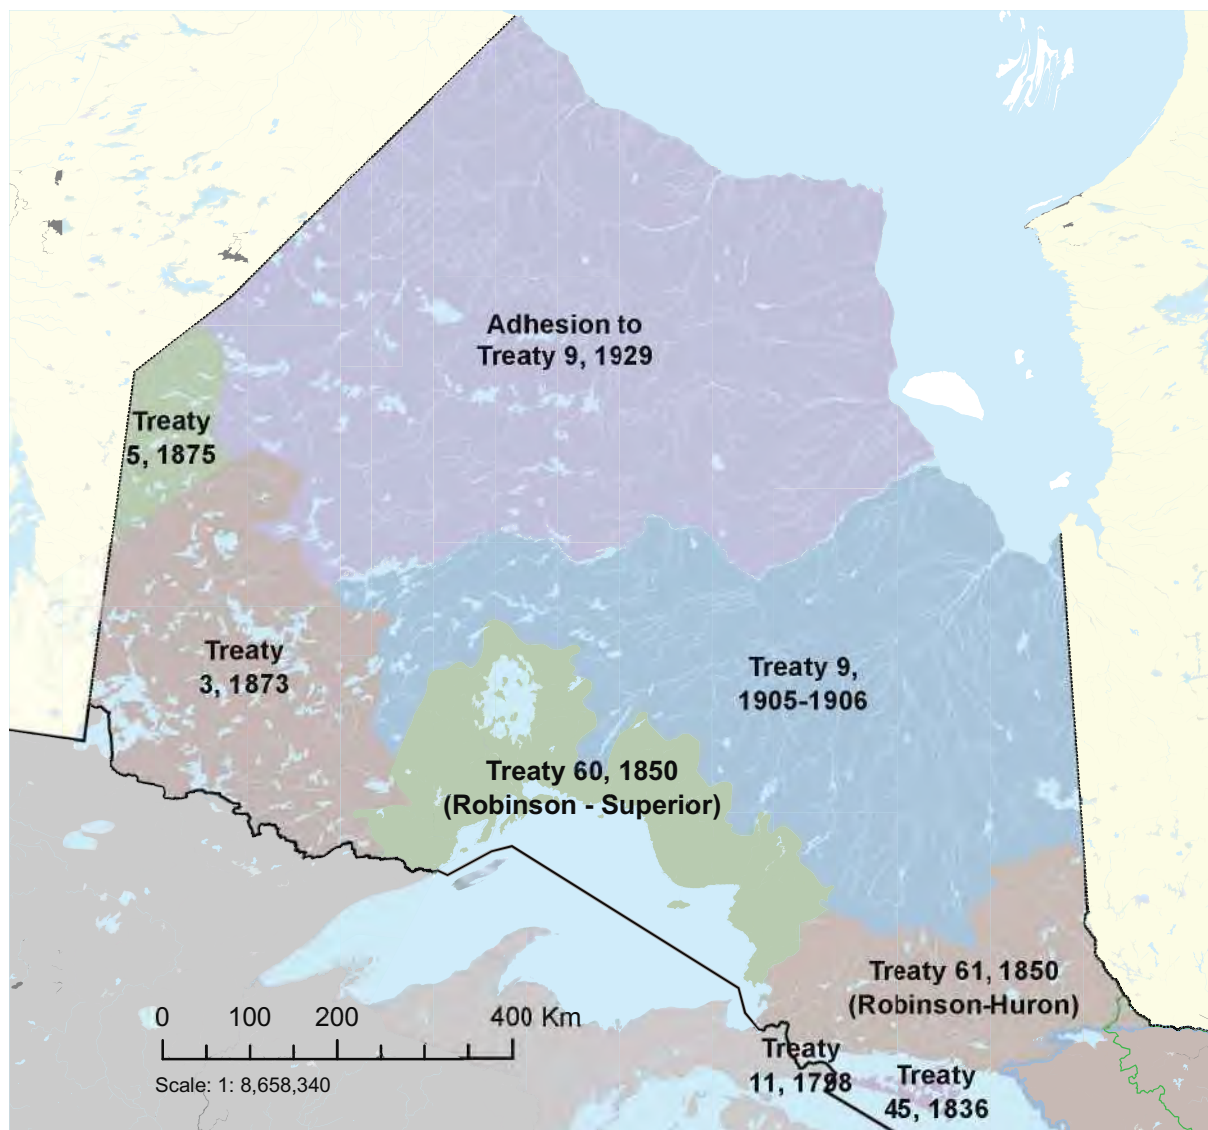 Adhesion to
Treaty 9, 1929
Treaty
5, 1875
Treaty
3, 1873
Treaty 9,
1905-1906
Treaty 60, 1850
(Robinson - Superior)
Treaty 61, 1850
(Robinson-Huron)
0 100 200 400 Km
Scale: 1: 8,658,340
Treaty
11, 1798
Treaty
45, 1836